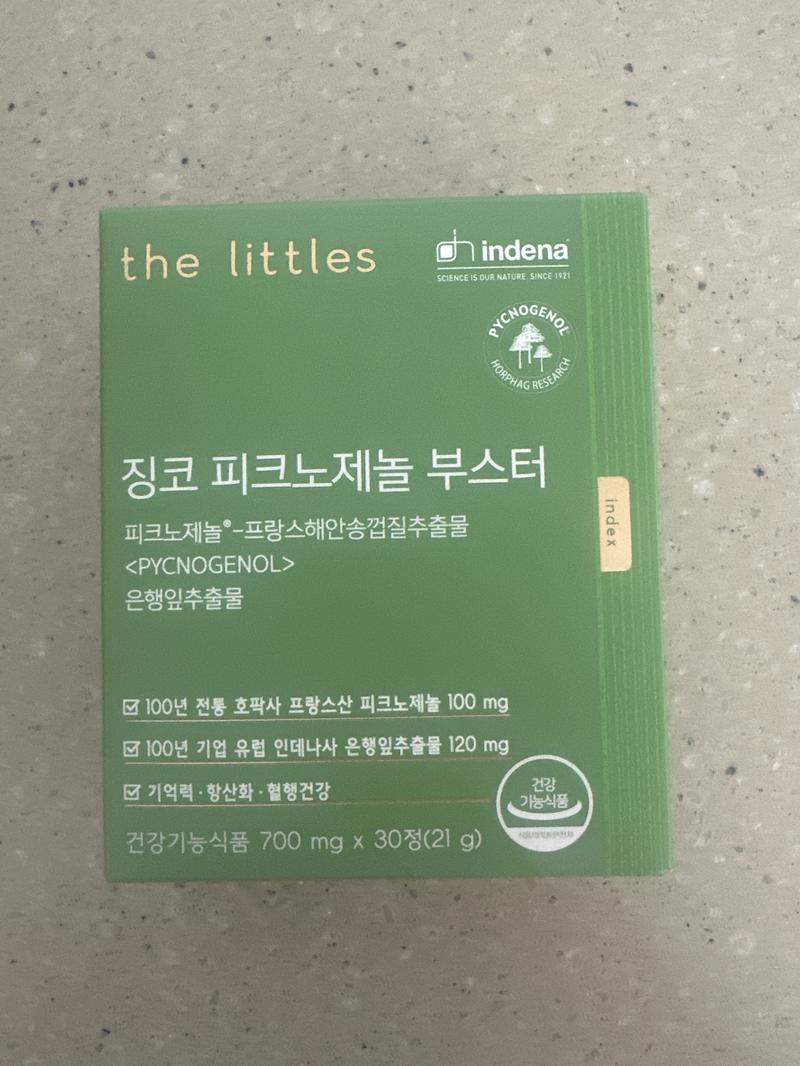 the littles
indena
SCIENCE IS OUR NATURE. SINCE 1921
PYCNOGENOL®
HORPHAG RESEARCH
징코 피크노제놀 부스터
피크노제놀®-프랑스해안송껍질추출물
<PYCNOGENOL>
은행잎추출물
index
100년 전통 호팍사 프랑스산 피크노제놀 100 mg
100년 기업 유럽 인데나사 은행잎추출물 120 mg
기억력·항산화·혈행건강
건강
기능식품
건강기능식품 700 mg x 30정(21 g)